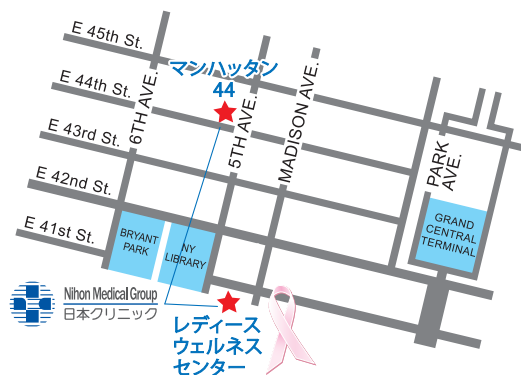 E 45th St.
マンハッタン
44
E 44th St.
6TH AVE.
5TH AVE.
MADISON AVE.
E 43rd St.
PARK
AVE.
E 42nd St.
GRAND
CENTRAL
TERMINAL
E 41st St.
BRYANT
PARK
NY
LIBRARY
Nihon Medical Group
日本クリニック
レディース
ウェルネス
センター